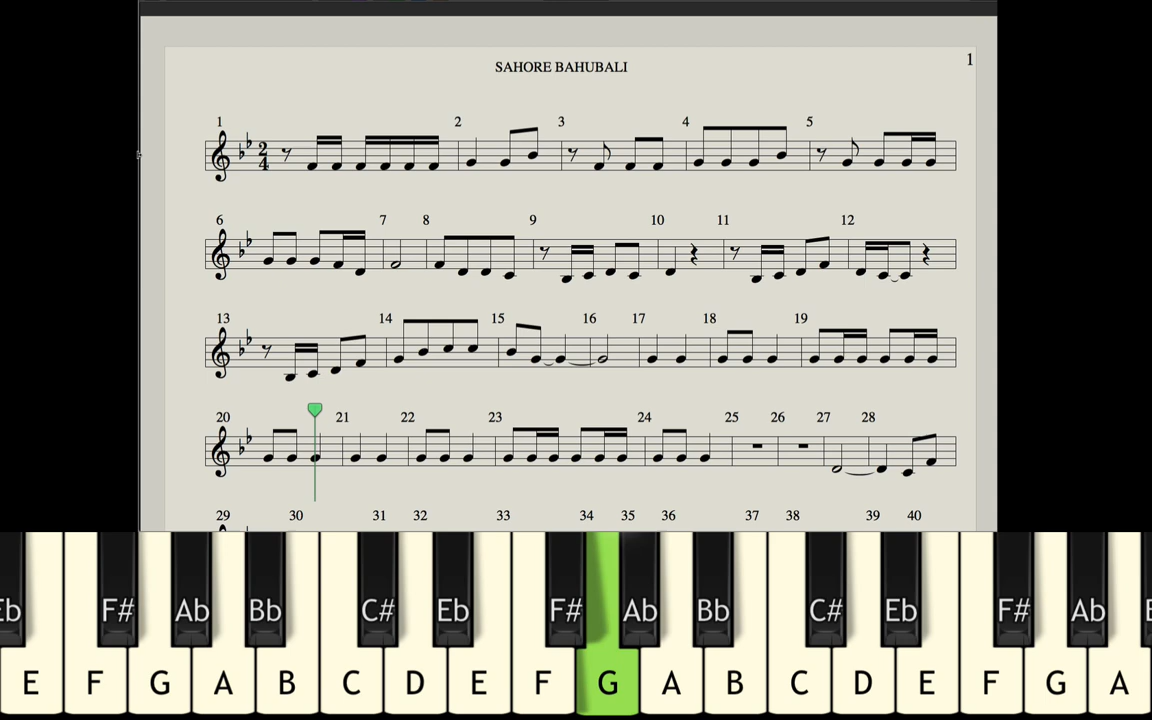 SAHORE BAHUBALI
1
1 2 3 4 5
2
4
6 7 8 9 10 11 12
13 14 15 16 17 18 19
20 21 22 23 24 25 26 27 28
29 30 31 32 33 34 35 36 37 38 39 40
Eb F# Ab Bb C# Eb F# Ab Bb C# Eb F# Ab
E F G A B C D E F G A B C D E F G A